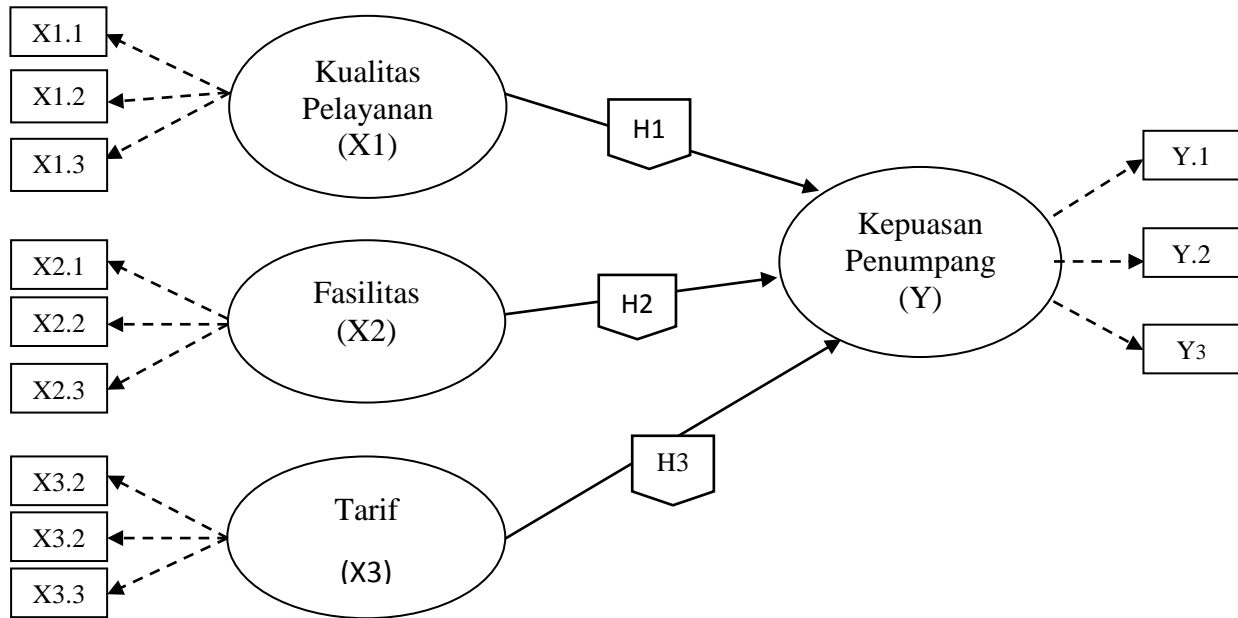 X1.1
X1.2
X1.3
Kualitas
Pelayanan
(X1)
H1
X2.1
X2.2
X2.3
Fasilitas
(X2)
H2
X3.2
X3.2
X3.3
Tarif
(X3)
H3
Kepuasan
Penumpang
(Y)
Y.1
Y.2
Y3